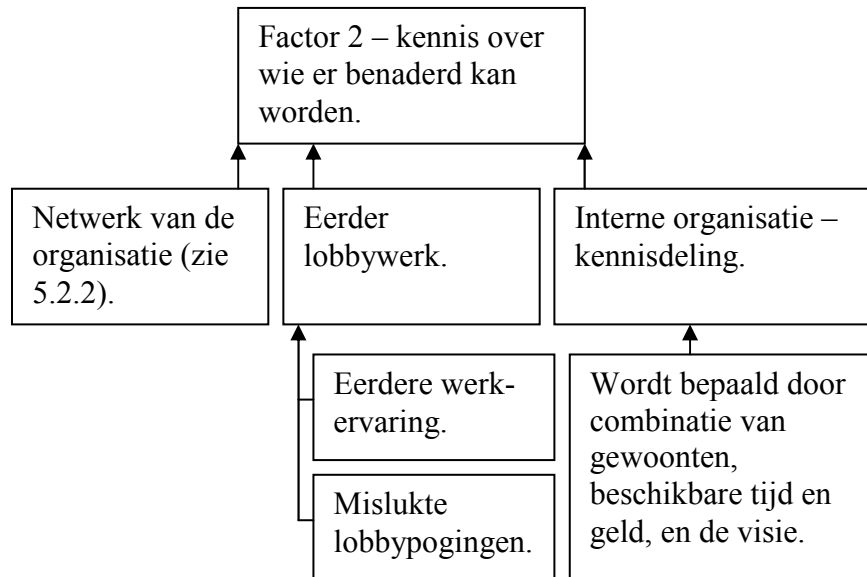 Factor 2 – kennis over
wie er benaderd kan
worden.
Netwerk van de
organisatie (zie
5.2.2).
Eerder
lobbywerk.
Interne organisatie –
kennisdeling.
Eerdere werk-
ervaring.
Mislukte
lobbypogingen.
Wordt bepaald door
combinatie van
gewoonten,
beschikbare tijd en
geld, en de visie.